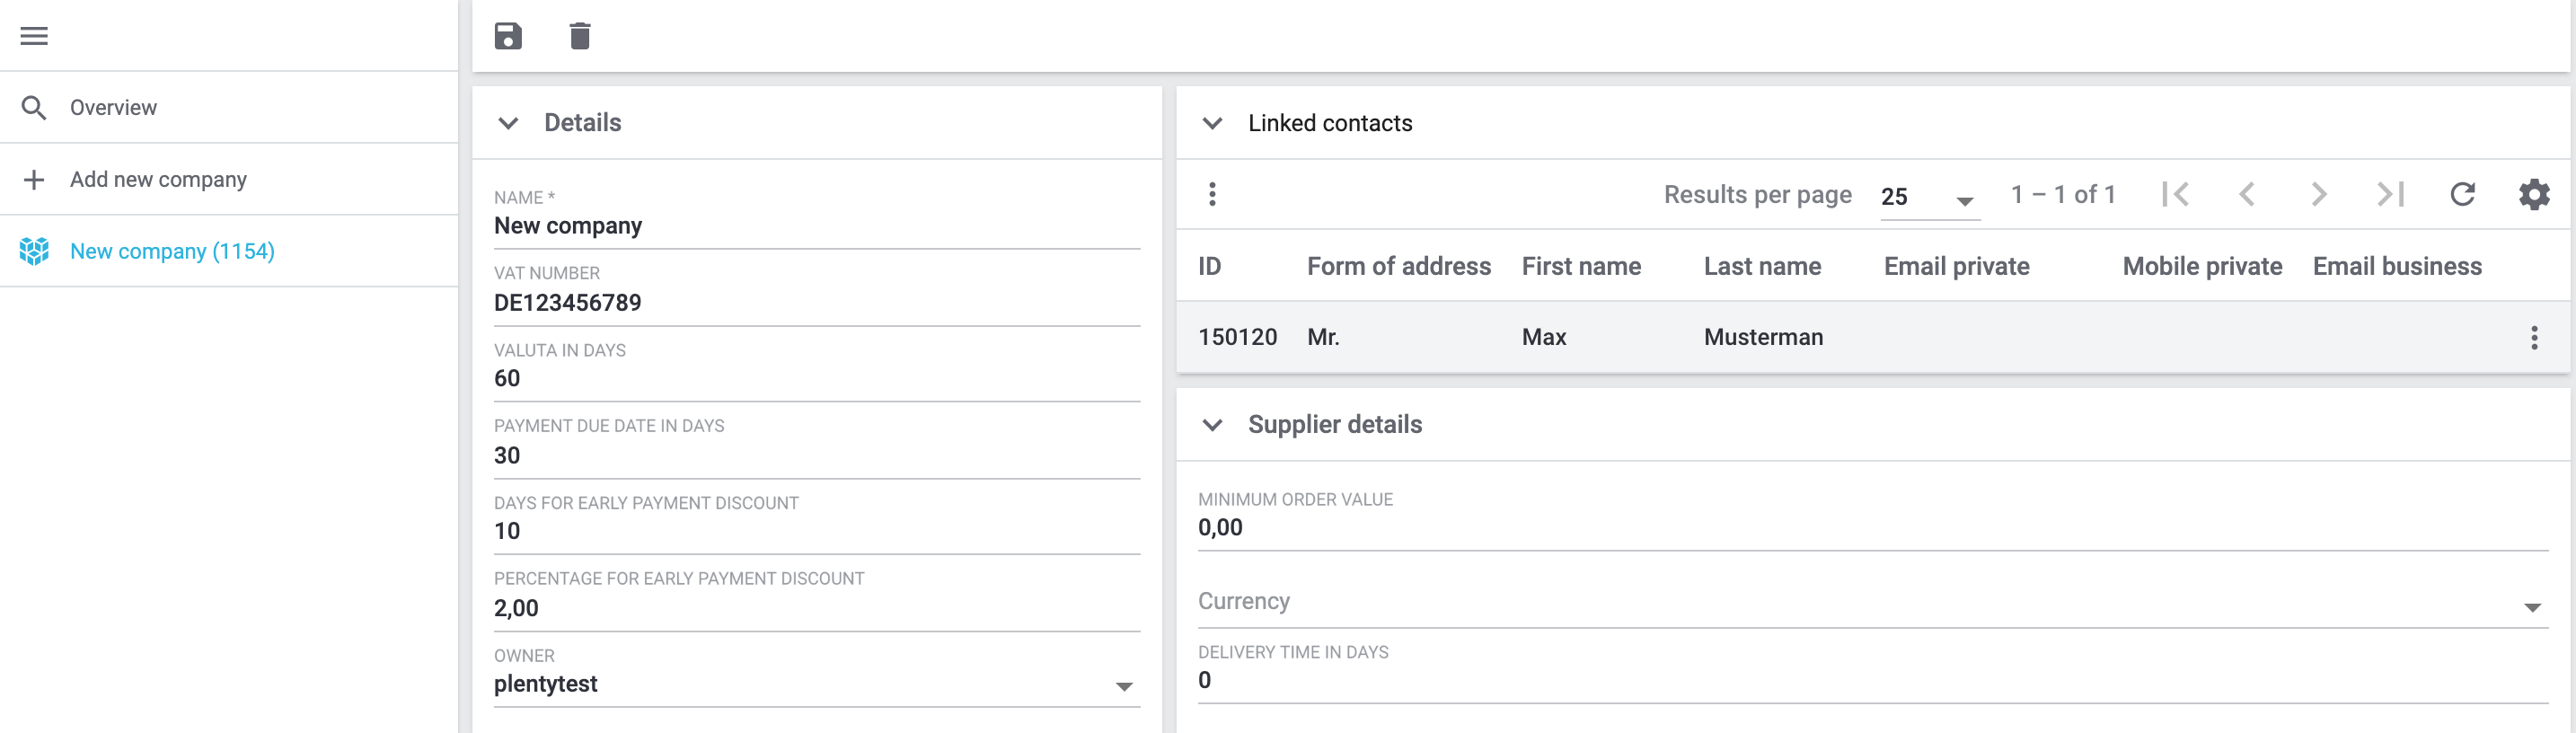 Overview
Add new company
New company (1154)
Details
NAME *
New company
VAT NUMBER
DE123456789
VALUTA IN DAYS
60
PAYMENT DUE DATE IN DAYS
30
DAYS FOR EARLY PAYMENT DISCOUNT
10
PERCENTAGE FOR EARLY PAYMENT DISCOUNT
2,00
OWNER
plentytest
Linked contacts
Results per page 25 1 – 1 of 1
ID Form of address First name Last name Email private Mobile private Email business
150120 Mr. Max Musterman
Supplier details
MINIMUM ORDER VALUE
0,00
Currency
DELIVERY TIME IN DAYS
0